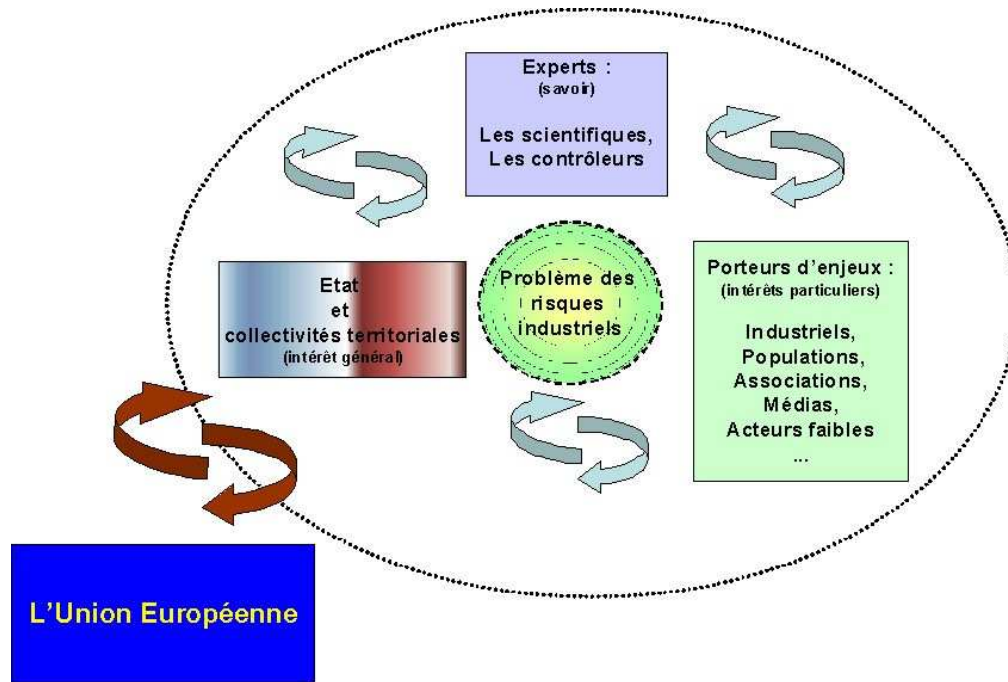 Experts :
(savoir)
Les scientifiques,
Les contrôleurs
Etat
et
collectivités territoriales
(intérêt général)
Problème des
risques
industriels
Porteurs d'enjeux :
(intérêts particuliers)
Industriels,
Populations,
Associations,
Médias,
Acteurs faibles
...
L'Union Européenne